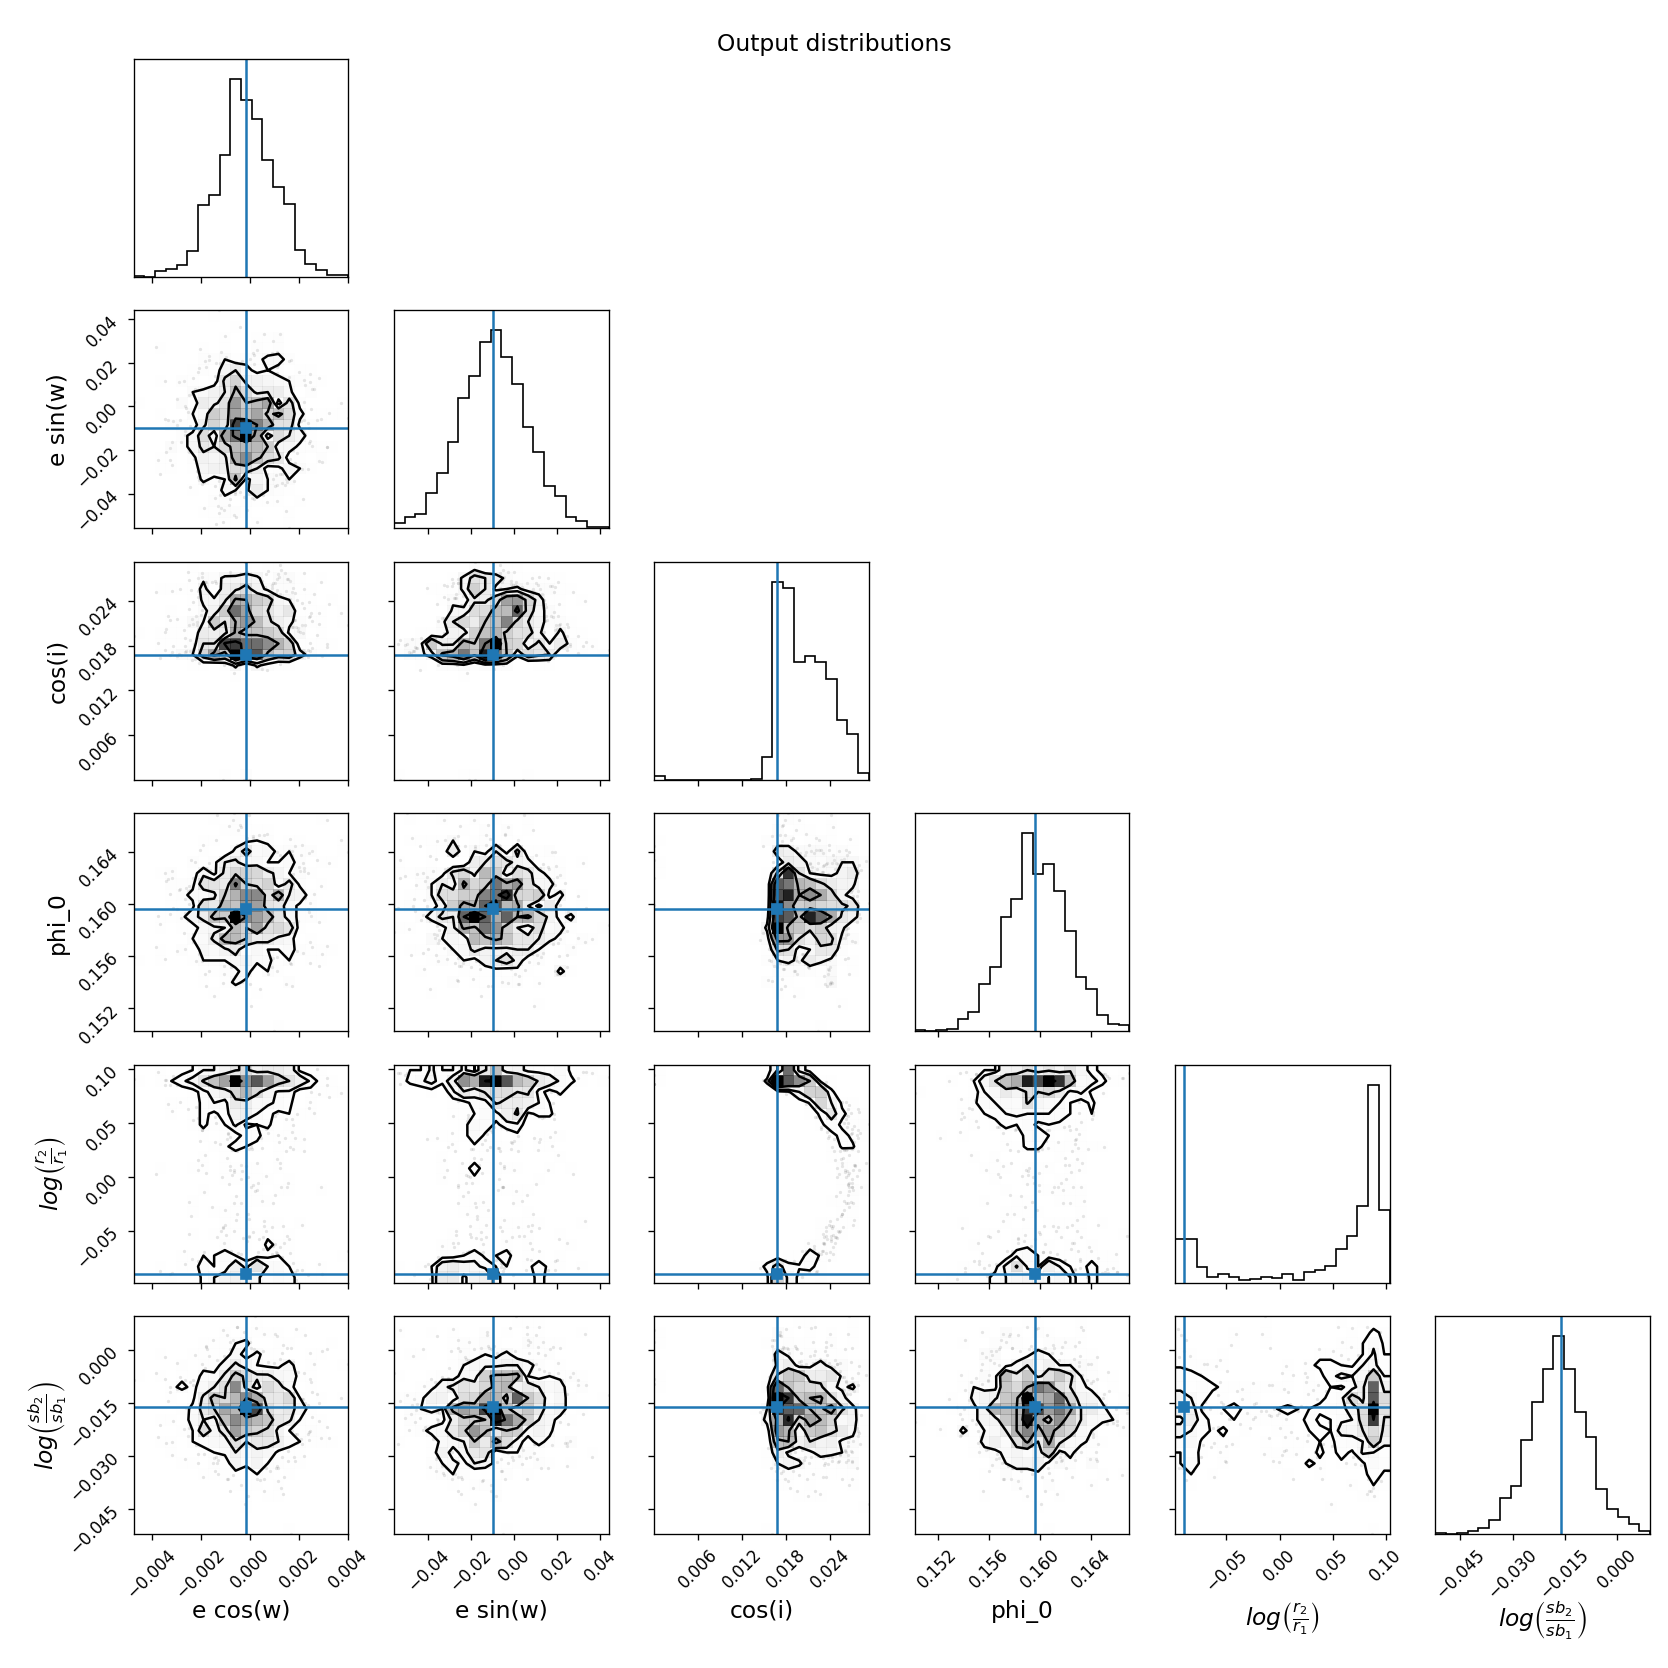 Output distributions
e sin(w)
0.04
0.02
0.00
−0.02
−0.04
cos(i)
0.024
0.018
0.012
0.006
phi_0
0.164
0.160
0.156
0.152
log(r2/r1)
0.10
0.05
0.00
−0.05
log(sb2/sb1)
0.000
−0.015
−0.030
−0.045
−0.004 −0.002 0.000 0.002 0.004 −0.04 −0.02 0.00 0.02 0.04 0.006 0.012 0.018 0.024 0.152 0.156 0.160 0.164 −0.05 0.00 0.05 0.10 −0.045 −0.030 −0.015 0.000
e cos(w) e sin(w) cos(i) phi_0 log(r2/r1) log(sb2/sb1)